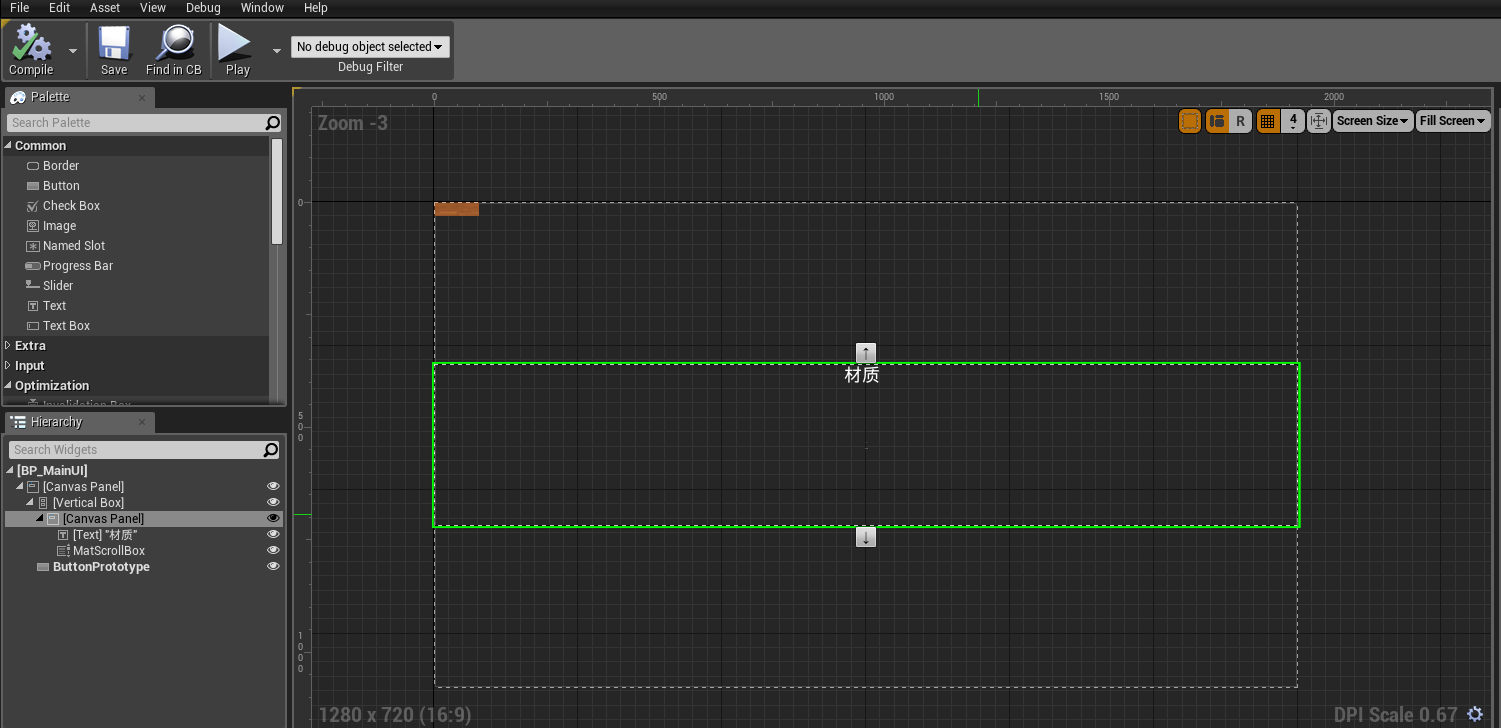 File Edit Asset View Debug Window Help
Compile Save Find in CB Play
No debug object selected
Debug Filter
Palette
Search Palette
Common
Border
Button
Check Box
Image
Named Slot
Progress Bar
Slider
Text
Text Box
Extra
Input
Optimization
Invalidation Box
Hierarchy
Search Widgets
[BP_MainUI]
[Canvas Panel]
[Vertical Box]
[Canvas Panel]
[Text] "材质"
MatScrollBox
ButtonPrototype
0 500 1000 1500 2000
Zoom -3
R
4
Screen Size
Fill Screen
0
500
1000
材质
1280 x 720 (16:9)
DPI Scale 0.67